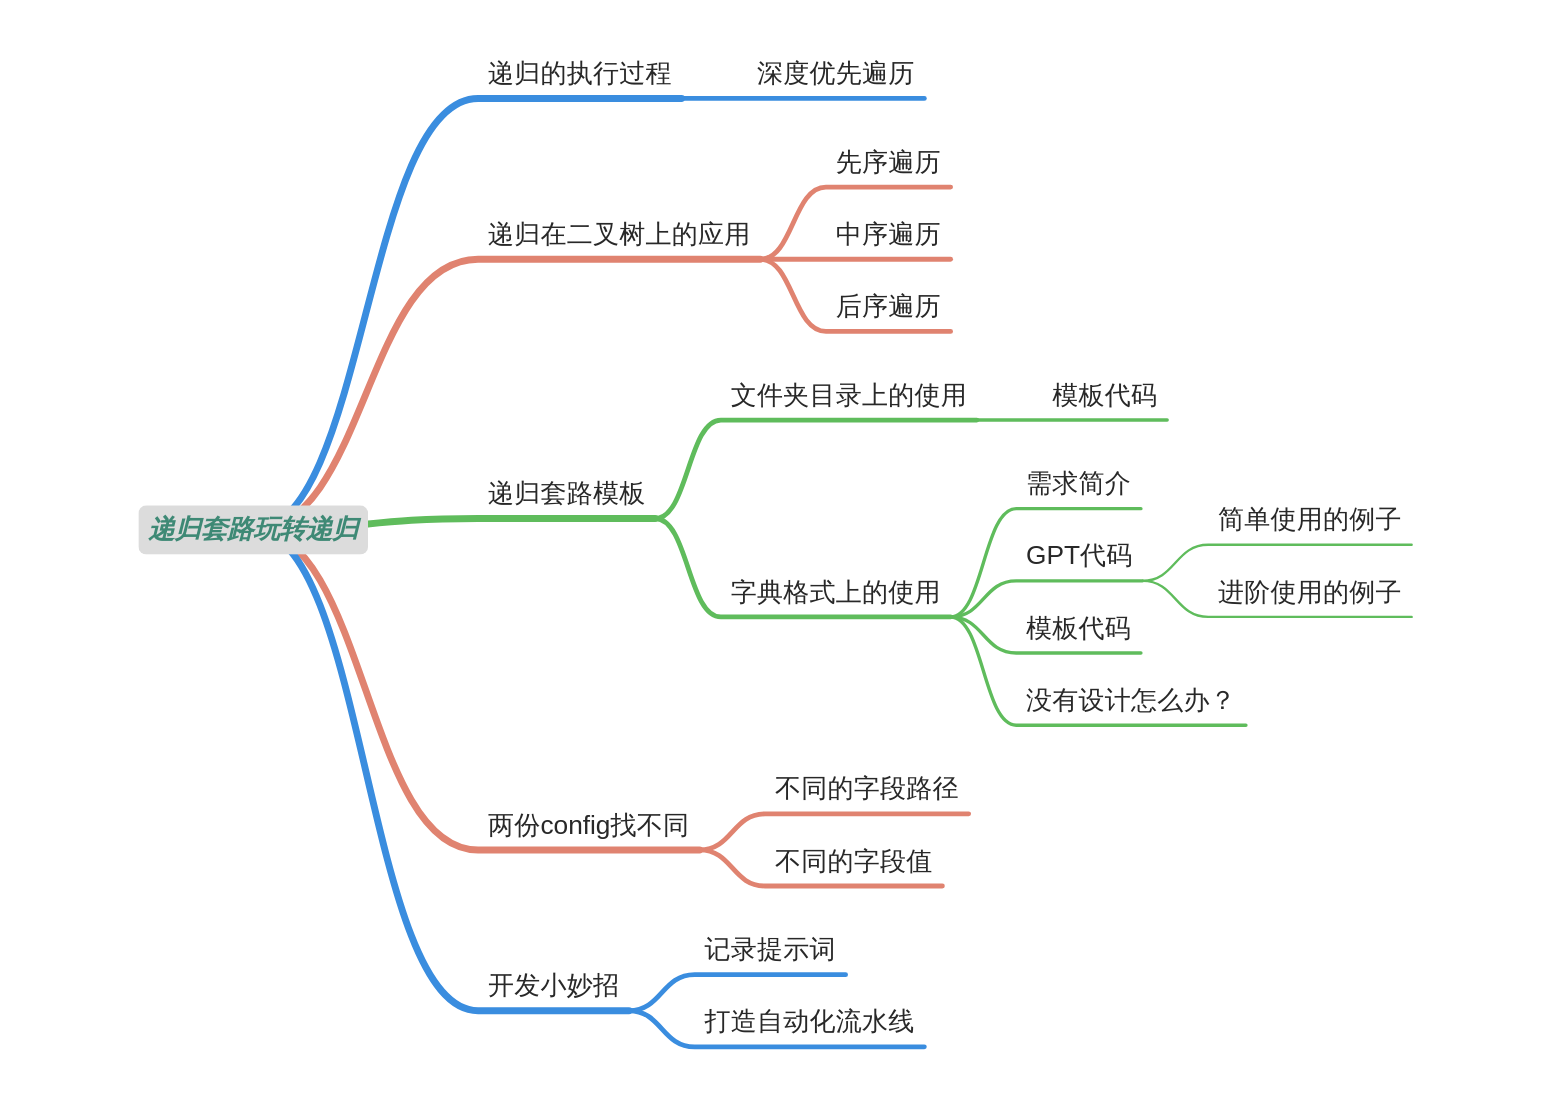 递归套路玩转递归
递归的执行过程
深度优先遍历
递归在二叉树上的应用
先序遍历
中序遍历
后序遍历
递归套路模板
文件夹目录上的使用
模板代码
字典格式上的使用
需求简介
GPT代码
简单使用的例子
进阶使用的例子
模板代码
没有设计怎么办？
两份config找不同
不同的字段路径
不同的字段值
开发小妙招
记录提示词
打造自动化流水线